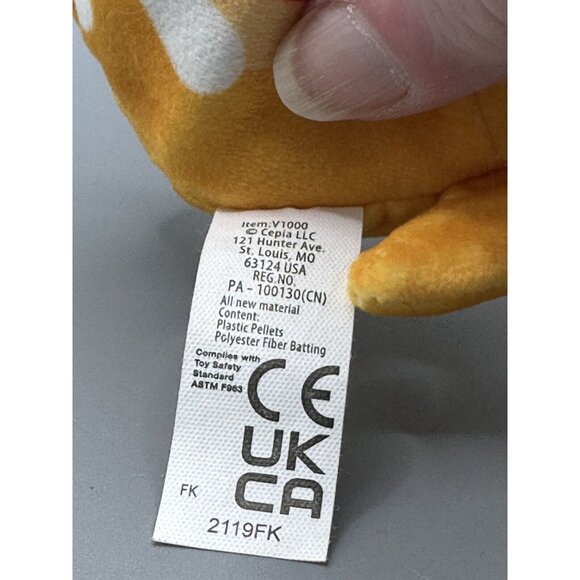 Item:V1000
© Cepia LLC
121 Hunter Ave.
St. Louis, MO
63124 USA
REG.NO.
PA - 100130(CN)
All new material
Content:
Plastic Pellets
Polyester Fiber Batting
Complies with
Toy Safety
Standard
ASTM F963
CE
UK
CA
FK
2119FK